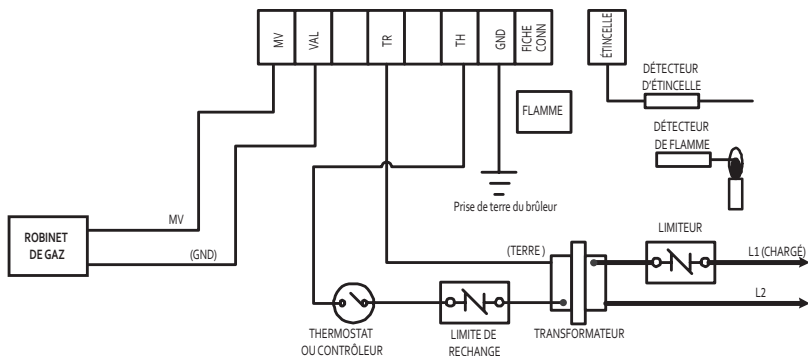 MV
VAL
TR
TH
GND
FICHE
CONN
ÉTINCELLE
DÉTECTEUR
D'ÉTINCELLE
FLAMME
DÉTECTEUR
DE FLAMME
Prise de terre du brûleur
MV
ROBINET
DE GAZ
(GND)
(TERRE )
LIMITEUR
L1 (CHARGÉ)
L2
THERMOSTAT
OU CONTRÔLEUR
LIMITE DE
RECHANGE
TRANSFORMATEUR